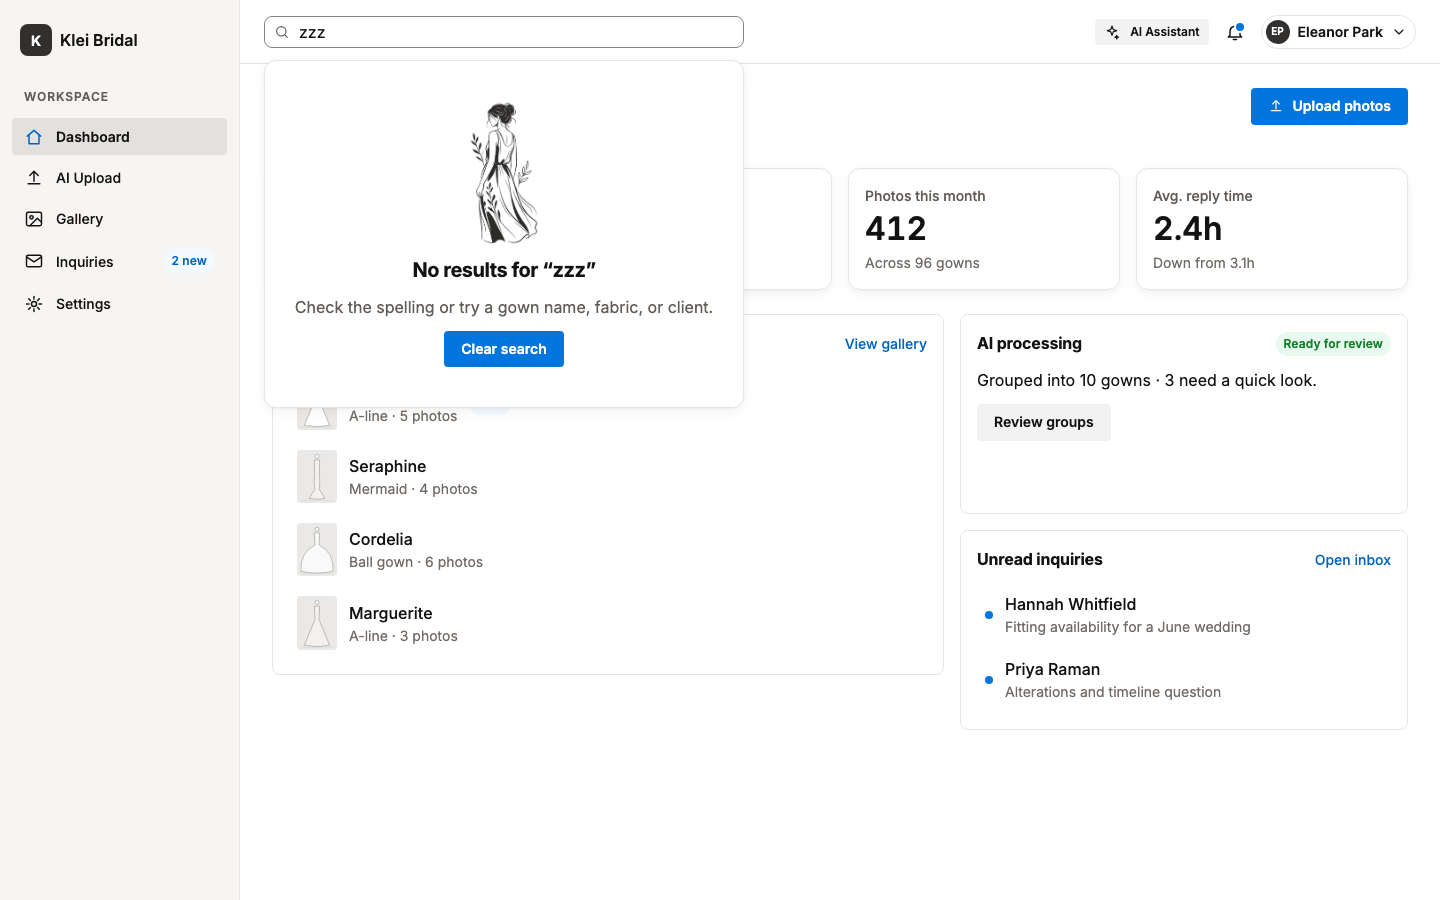 K Klei Bridal
WORKSPACE
Dashboard
AI Upload
Gallery
Inquiries 2 new
Settings
zzz
AI Assistant
EP Eleanor Park
No results for “zzz”
Check the spelling or try a gown name, fabric, or client.
Clear search
Upload photos
Photos this month
412
Across 96 gowns
Avg. reply time
2.4h
Down from 3.1h
View gallery
A-line · 5 photos
Seraphine
Mermaid · 4 photos
Cordelia
Ball gown · 6 photos
Marguerite
A-line · 3 photos
AI processing Ready for review
Grouped into 10 gowns · 3 need a quick look.
Review groups
Unread inquiries Open inbox
Hannah Whitfield
Fitting availability for a June wedding
Priya Raman
Alterations and timeline question